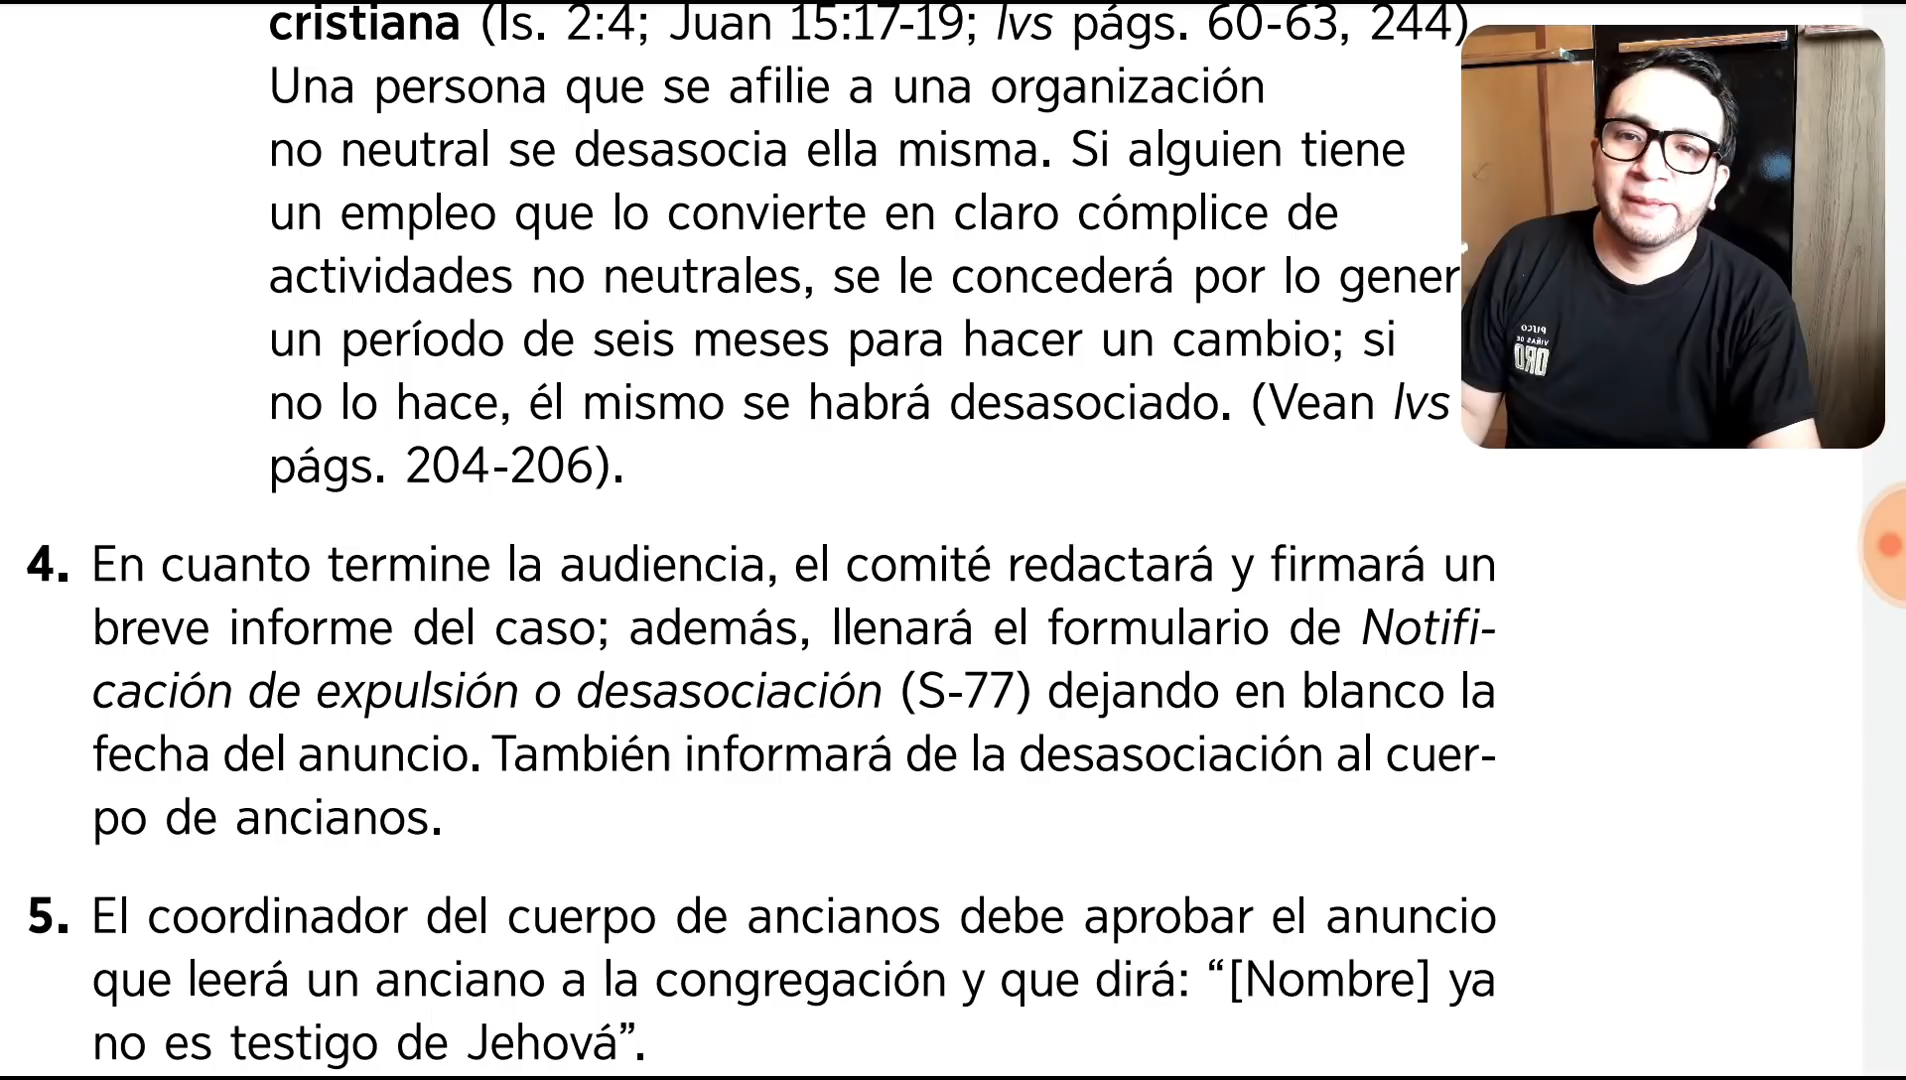 cristiana (Is. 2:4; Juan 15:17-19; lvs págs. 60-63, 244)
Una persona que se afilie a una organización
no neutral se desasocia ella misma. Si alguien tiene
un empleo que lo convierte en claro cómplice de
actividades no neutrales, se le concederá por lo gener
un período de seis meses para hacer un cambio; si
no lo hace, él mismo se habrá desasociado. (Vean lvs
págs. 204-206).
4. En cuanto termine la audiencia, el comité redactará y firmará un
breve informe del caso; además, llenará el formulario de Notifi-
cación de expulsión o desasociación (S-77) dejando en blanco la
fecha del anuncio. También informará de la desasociación al cuer-
po de ancianos.
5. El coordinador del cuerpo de ancianos debe aprobar el anuncio
que leerá un anciano a la congregación y que dirá: “[Nombre] ya
no es testigo de Jehová”.
PISCO
VIÑAS DE
ORO